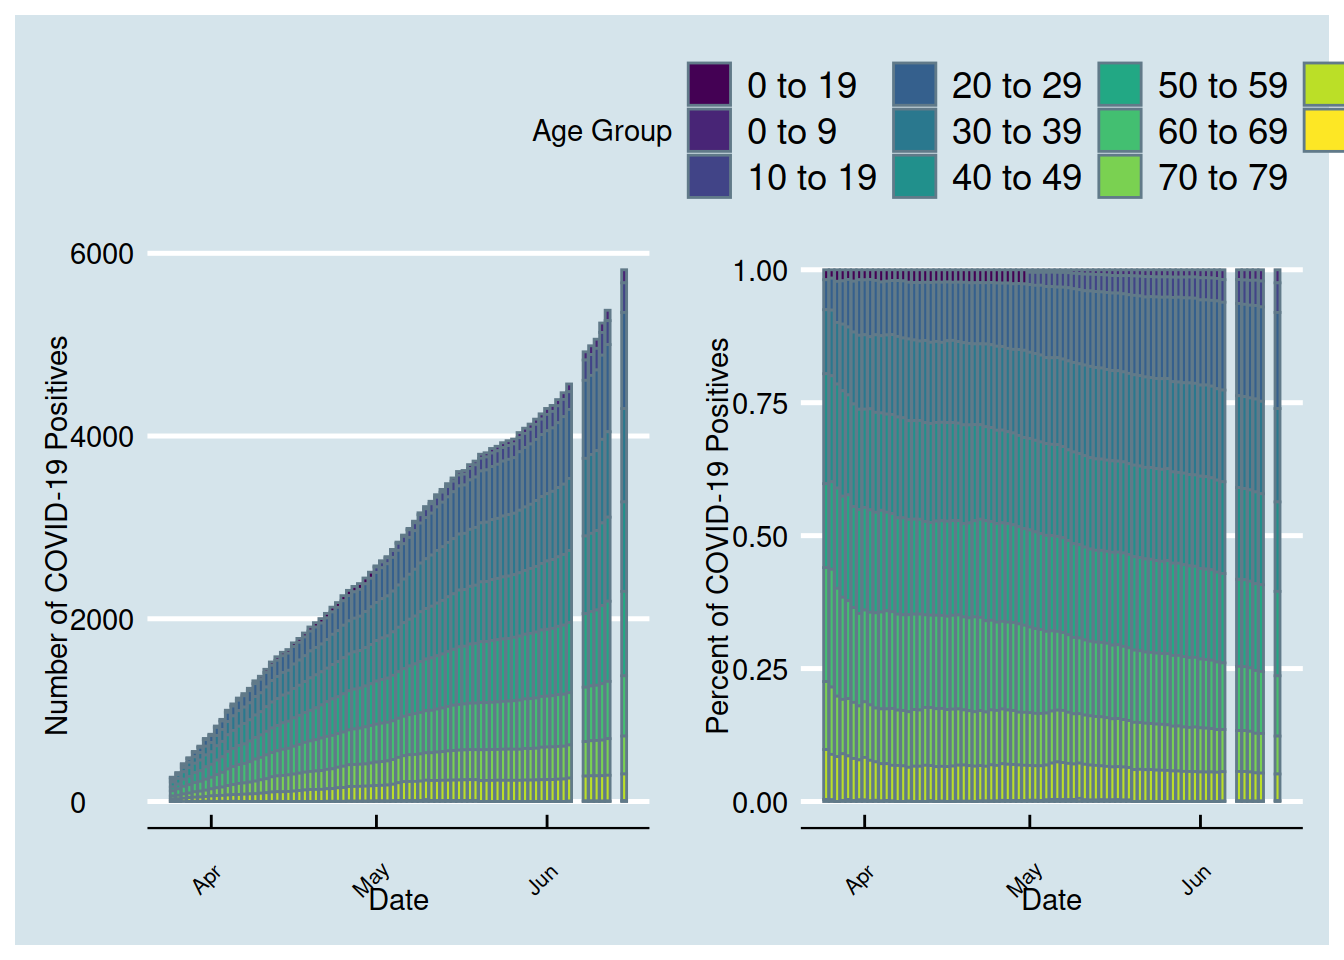 0 to 19 20 to 29 50 to 59
Age Group 0 to 9 30 to 39 60 to 69
10 to 19 40 to 49 70 to 79
Number of COVID-19 Positives
6000
4000
2000
0
Apr May Jun
Date
Percent of COVID-19 Positives
1.00
0.75
0.50
0.25
0.00
Apr May Jun
Date